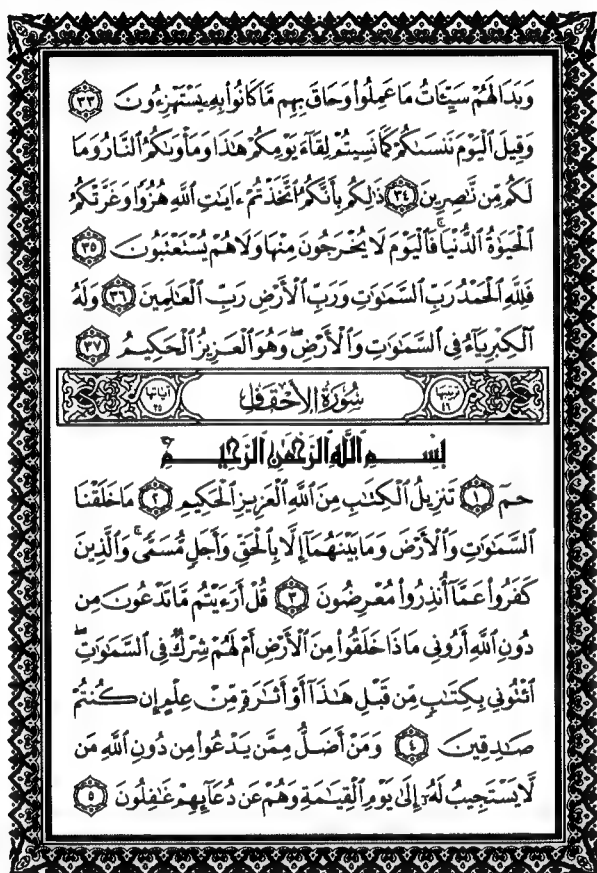 وَبَدَا لَهُمْ سَيِّـَٔاتُ مَا عَمِلُوا۟ وَحَاقَ بِهِم مَّا كَانُوا۟ بِهِۦ يَسْتَهْزِءُونَ ٣٣
وَقِيلَ ٱلْيَوْمَ نَنسَىٰكُمْ كَمَا نَسِيتُمْ لِقَآءَ يَوْمِكُمْ هَٰذَا وَمَأْوَىٰكُمُ ٱلنَّارُ وَمَا
لَكُم مِّن نَّٰصِرِينَ ٣٤ ذَٰلِكُم بِأَنَّكُمُ ٱتَّخَذْتُمْ ءَايَٰتِ ٱللَّهِ هُزُوًا وَغَرَّتْكُمُ
ٱلْحَيَوٰةُ ٱلدُّنْيَا ۚ فَٱلْيَوْمَ لَا يُخْرَجُونَ مِنْهَا وَلَا هُمْ يُسْتَعْتَبُونَ ٣٥
فَلِلَّهِ ٱلْحَمْدُ رَبِّ ٱلسَّمَٰوَٰتِ وَرَبِّ ٱلْأَرْضِ رَبِّ ٱلْعَٰلَمِينَ ٣٦ وَلَهُ
ٱلْكِبْرِيَآءُ فِى ٱلسَّمَٰوَٰتِ وَٱلْأَرْضِ ۖ وَهُوَ ٱلْعَزِيزُ ٱلْحَكِيمُ ٣٧
ترتيبها ٤٦ سُورَةُ الأَحْقَافِ آياتها ٣٥
بِسْمِ ٱللَّهِ ٱلرَّحْمَٰنِ ٱلرَّحِيمِ
حمٓ ١ تَنزِيلُ ٱلْكِتَٰبِ مِنَ ٱللَّهِ ٱلْعَزِيزِ ٱلْحَكِيمِ ٢ مَا خَلَقْنَا
ٱلسَّمَٰوَٰتِ وَٱلْأَرْضَ وَمَا بَيْنَهُمَآ إِلَّا بِٱلْحَقِّ وَأَجَلٍ مُّسَمًّى ۚ وَٱلَّذِينَ
كَفَرُوا۟ عَمَّآ أُنذِرُوا۟ مُعْرِضُونَ ٣ قُلْ أَرَءَيْتُم مَّا تَدْعُونَ مِن
دُونِ ٱللَّهِ أَرُونِى مَاذَا خَلَقُوا۟ مِنَ ٱلْأَرْضِ أَمْ لَهُمْ شِرْكٌ فِى ٱلسَّمَٰوَٰتِ ۖ
ٱئْتُونِى بِكِتَٰبٍ مِّن قَبْلِ هَٰذَآ أَوْ أَثَٰرَةٍ مِّنْ عِلْمٍ إِن كُنتُمْ
صَٰدِقِينَ ٤ وَمَنْ أَضَلُّ مِمَّن يَدْعُوا۟ مِن دُونِ ٱللَّهِ مَن
لَّا يَسْتَجِيبُ لَهُۥٓ إِلَىٰ يَوْمِ ٱلْقِيَٰمَةِ وَهُمْ عَن دُعَآئِهِمْ غَٰفِلُونَ ٥